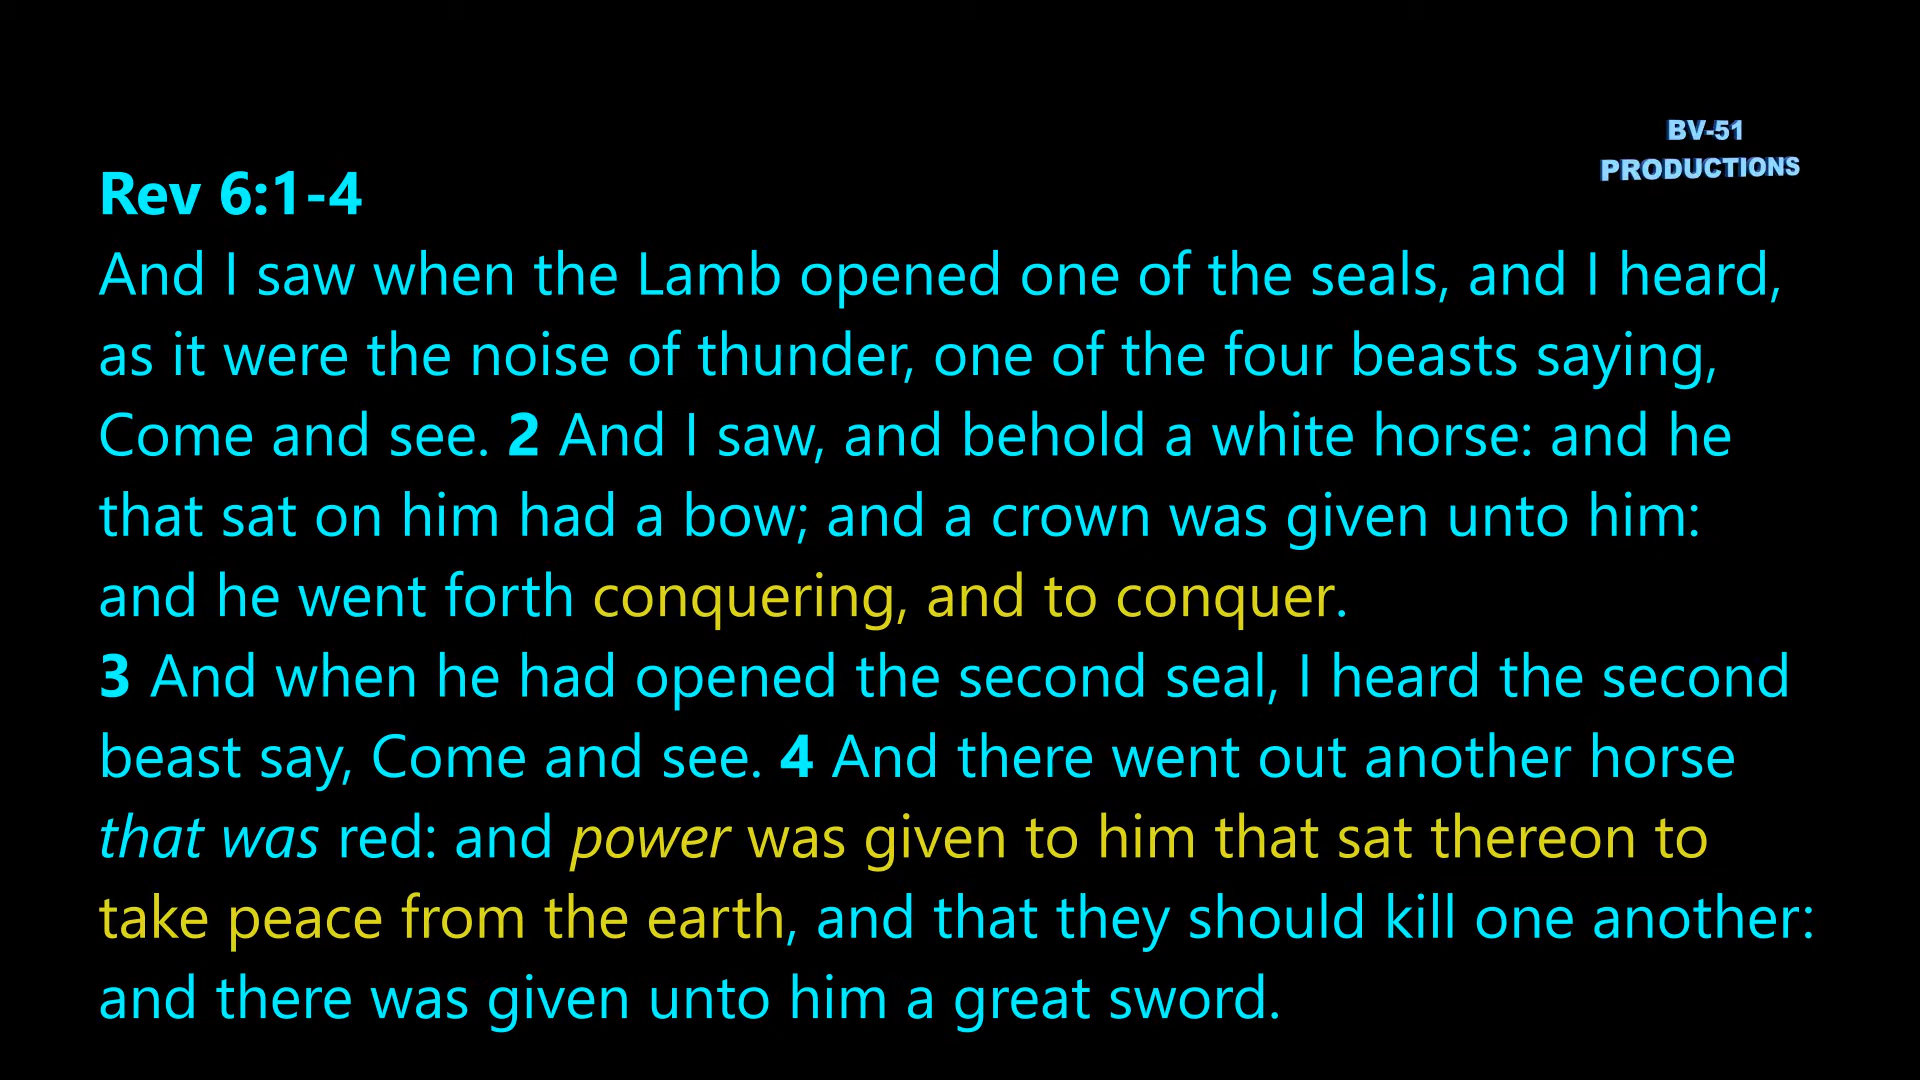 BV-51
PRODUCTIONS
Rev 6:1-4
And I saw when the Lamb opened one of the seals, and I heard,
as it were the noise of thunder, one of the four beasts saying,
Come and see. 2 And I saw, and behold a white horse: and he
that sat on him had a bow; and a crown was given unto him:
and he went forth conquering, and to conquer.
3 And when he had opened the second seal, I heard the second
beast say, Come and see. 4 And there went out another horse
that was red: and power was given to him that sat thereon to
take peace from the earth, and that they should kill one another:
and there was given unto him a great sword.